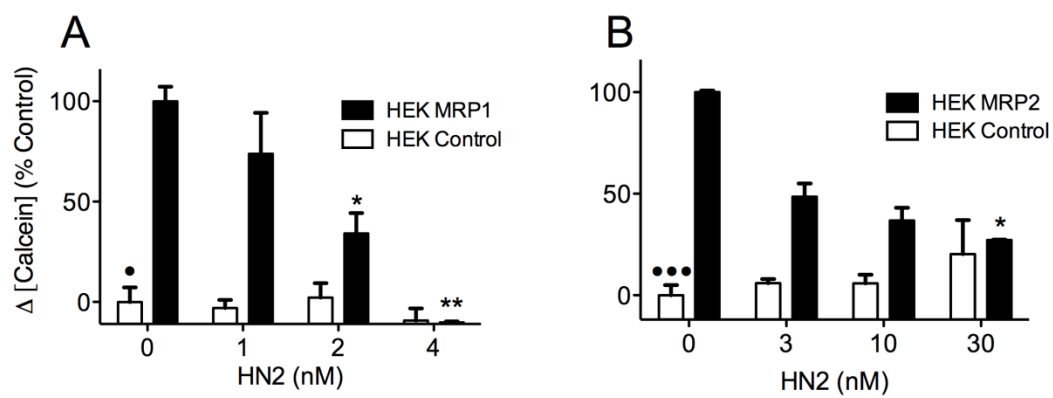 A
Δ [Calcein] (% Control)
100
50
0
HEK MRP1
HEK Control
•
*
**
0 1 2 4
HN2 (nM)
B
100
50
0
HEK MRP2
HEK Control
•••
*
0 3 10 30
HN2 (nM)